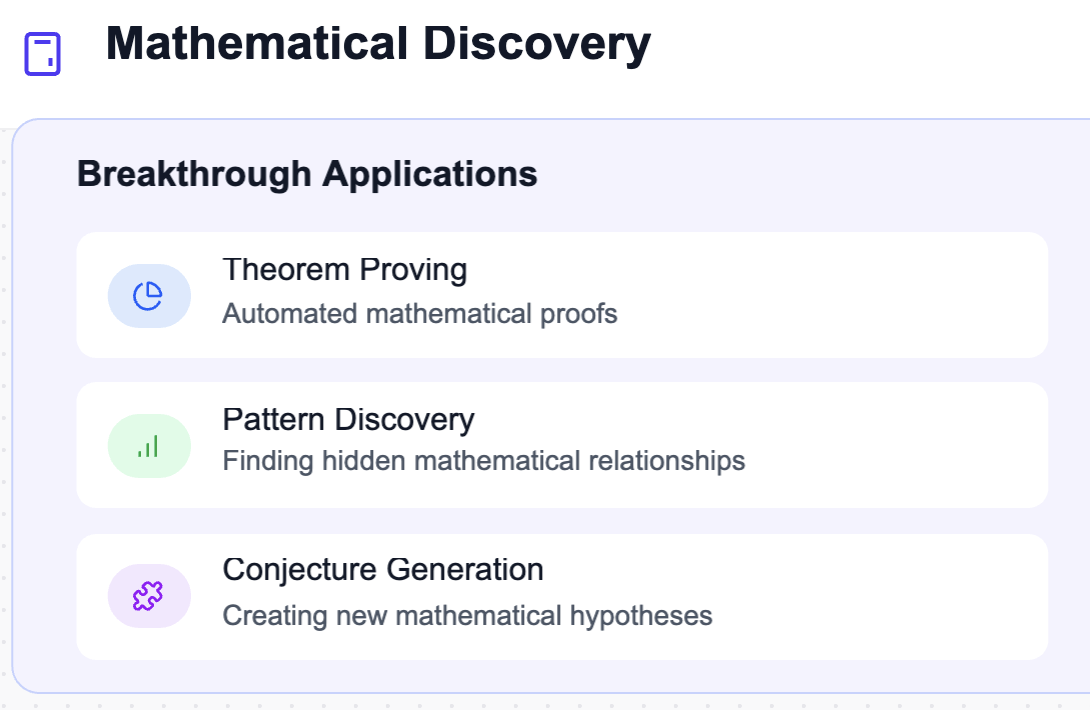 Mathematical Discovery
Breakthrough Applications
Theorem Proving
Automated mathematical proofs
Pattern Discovery
Finding hidden mathematical relationships
Conjecture Generation
Creating new mathematical hypotheses